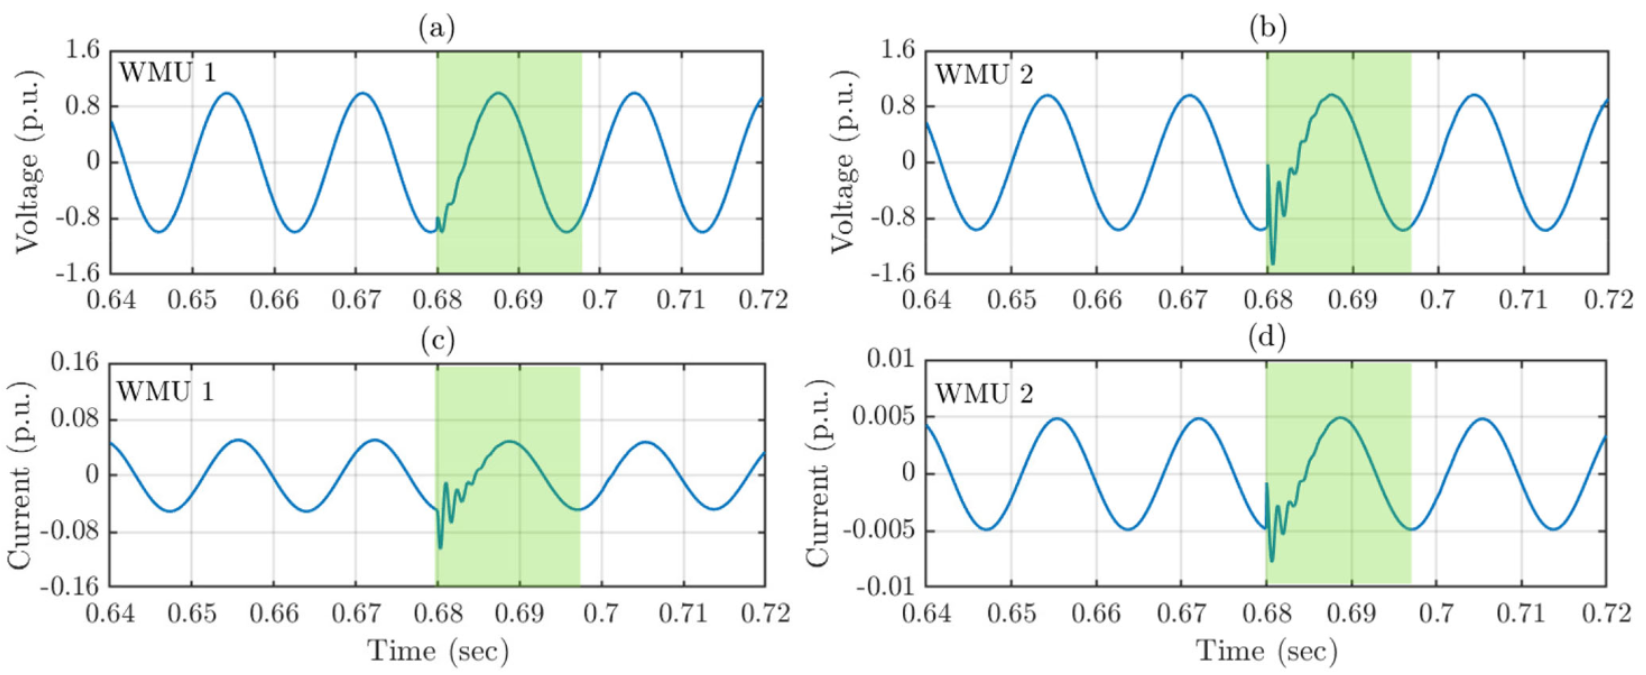 (a)
1.6
0.8
0
-0.8
-1.6
Voltage (p.u.)
WMU 1
0.64 0.65 0.66 0.67 0.68 0.69 0.7 0.71 0.72
(b)
1.6
0.8
0
-0.8
-1.6
Voltage (p.u.)
WMU 2
0.64 0.65 0.66 0.67 0.68 0.69 0.7 0.71 0.72
(c)
0.16
0.08
0
-0.08
-0.16
Current (p.u.)
WMU 1
0.64 0.65 0.66 0.67 0.68 0.69 0.7 0.71 0.72
Time (sec)
(d)
0.01
0.005
0
-0.005
-0.01
Current (p.u.)
WMU 2
0.64 0.65 0.66 0.67 0.68 0.69 0.7 0.71 0.72
Time (sec)